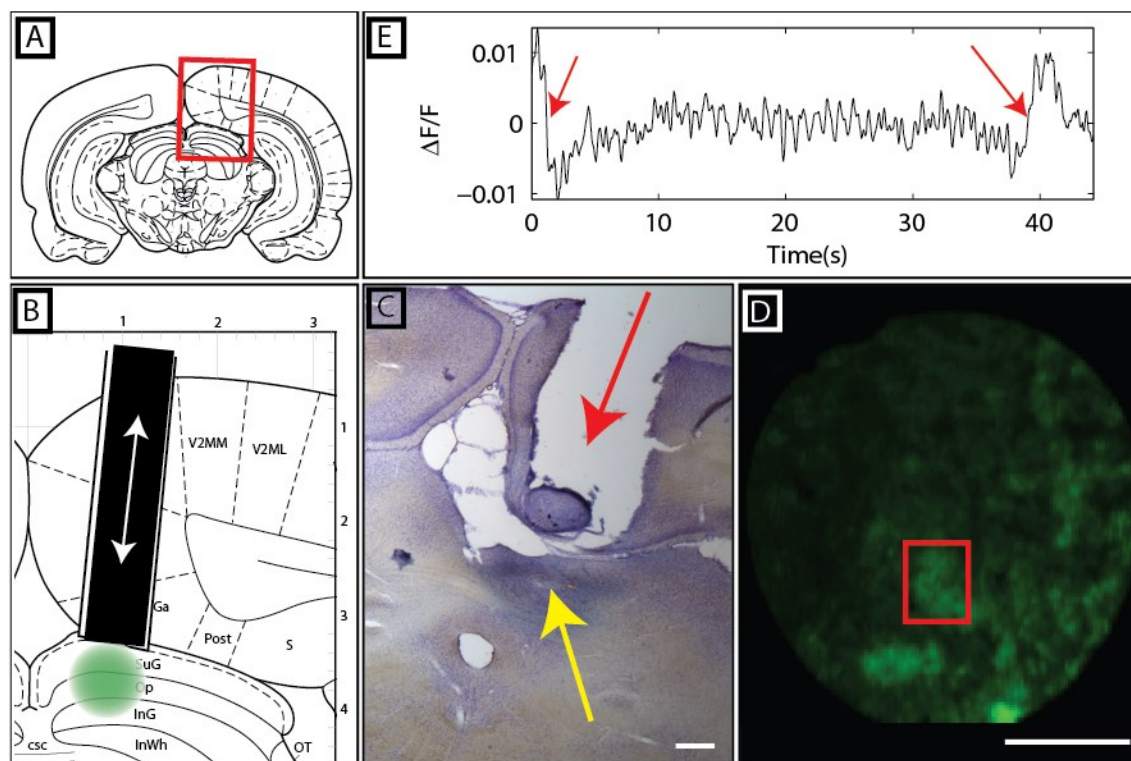 A
E
ΔF/F
0.01
0
−0.01
0
10
20
30
40
Time(s)
B
1
2
3
V2MM
V2ML
1
2
3
4
Ga
Post
S
SuG
Op
InG
InWh
csc
OT
C
D